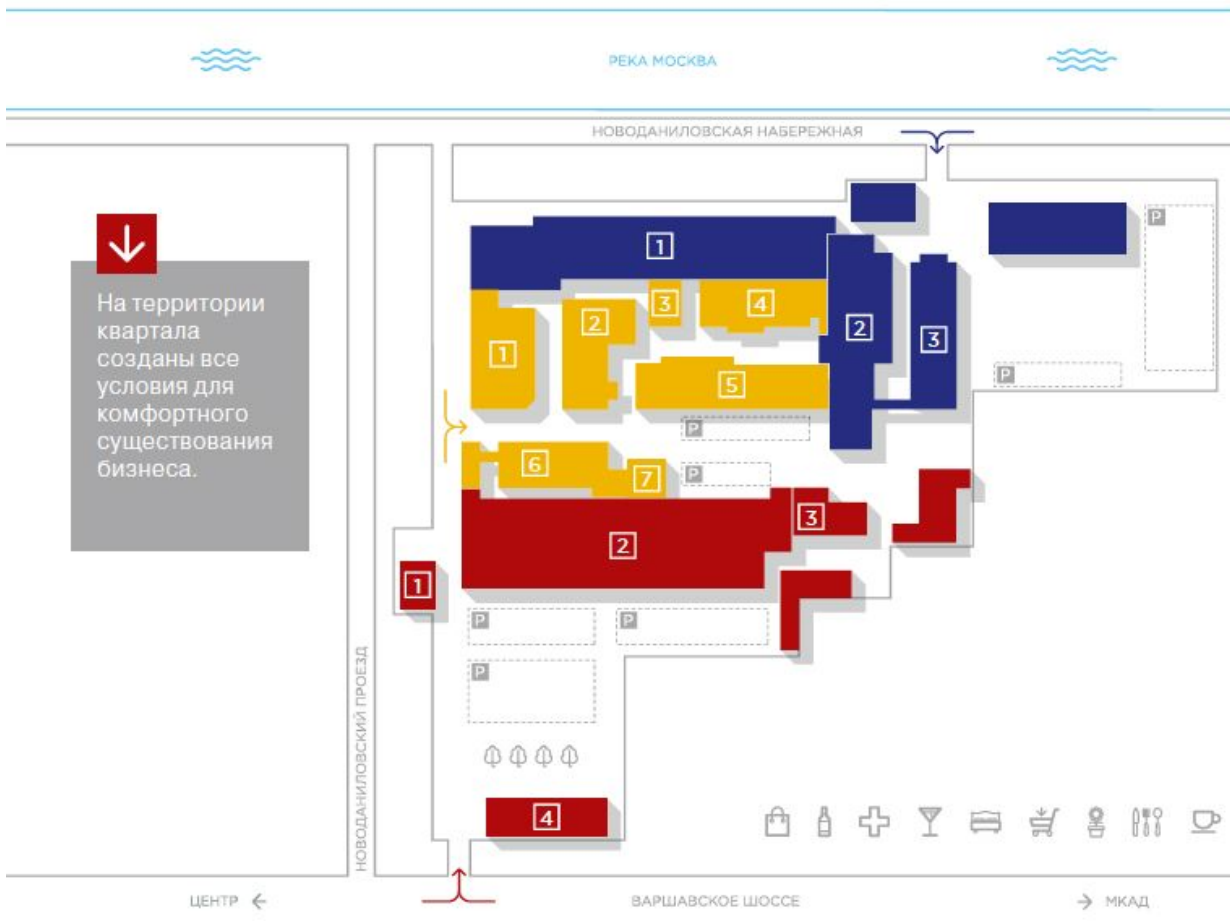 РЕКА МОСКВА
НОВОДАНИЛОВСКАЯ НАБЕРЕЖНАЯ
P
1
На территории
квартала
созданы все
условия для
комфортного
существования
бизнеса.
3
4
2
2
3
1
5
P
P
6
7
P
2
3
1
P
P
P
НОВОДАНИЛОВСКИЙ ПРОЕЗД
4
ЦЕНТР ←
ВАРШАВСКОЕ ШОССЕ
→ МКАД